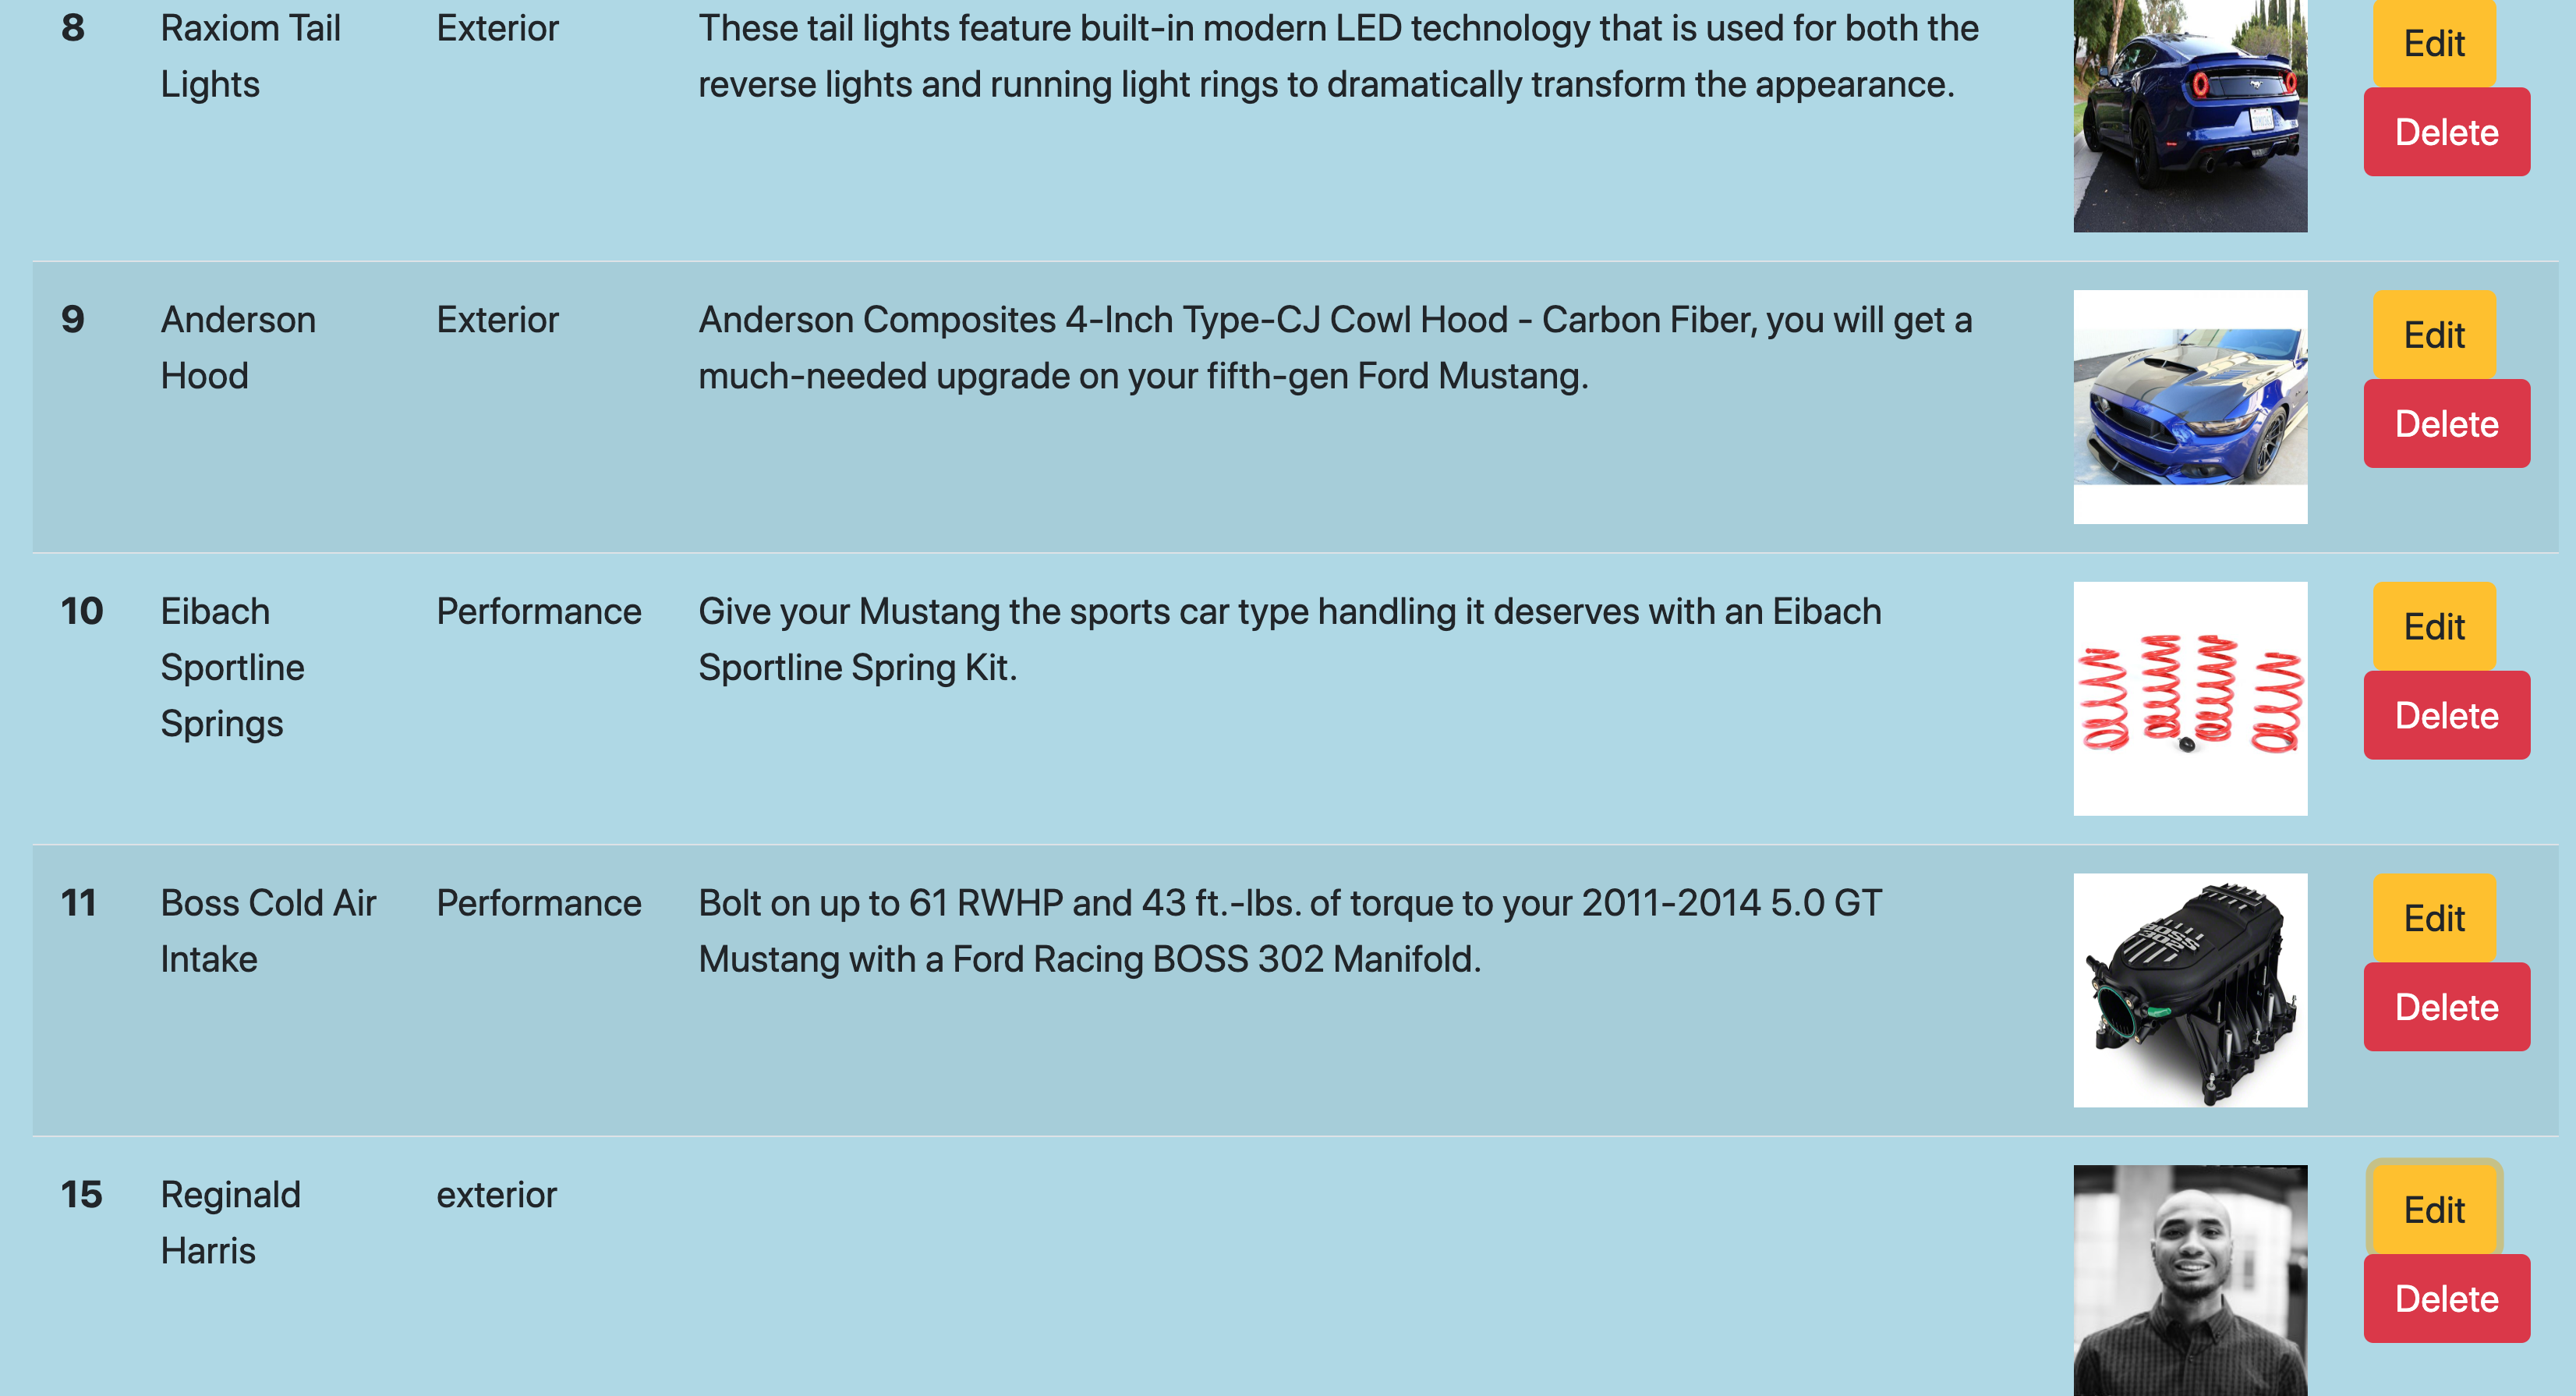 8 Raxiom Tail Exterior These tail lights feature built-in modern LED technology that is used for both the Edit
Lights reverse lights and running light rings to dramatically transform the appearance.
Delete
9 Anderson Exterior Anderson Composites 4-Inch Type-CJ Cowl Hood - Carbon Fiber, you will get a Edit
Hood much-needed upgrade on your fifth-gen Ford Mustang.
Delete
10 Eibach Performance Give your Mustang the sports car type handling it deserves with an Eibach Edit
Sportline Sportline Spring Kit.
Springs Delete
11 Boss Cold Air Performance Bolt on up to 61 RWHP and 43 ft.-lbs. of torque to your 2011-2014 5.0 GT Edit
Intake Mustang with a Ford Racing BOSS 302 Manifold.
BOSS
302
Delete
15 Reginald exterior Edit
Harris
Delete